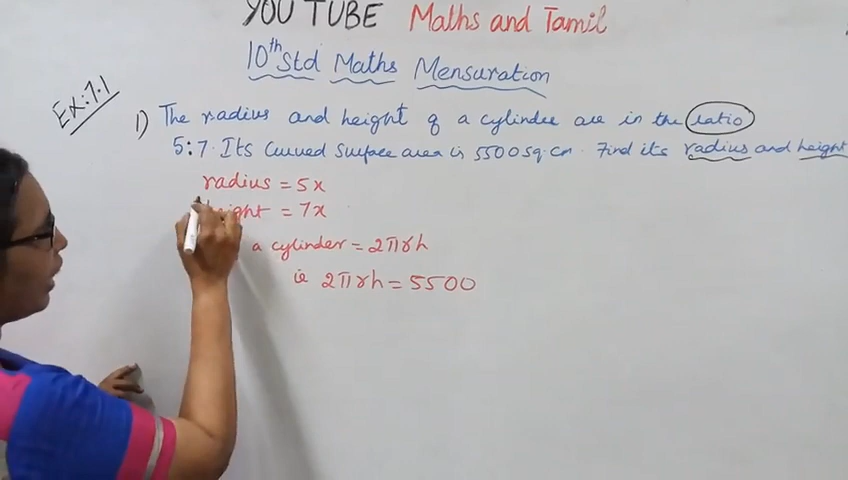 YOU TUBE Maths and Tamil
10th Std Maths Mensuration
Ex: 7.1
1) The radius and height of a cylinder are in the ratio
5:7. Its curved surface area is 5500 sq. cm. Find its radius and height
radius = 5x
height = 7x
a cylinder = 2πrh
ie 2πrh = 5500